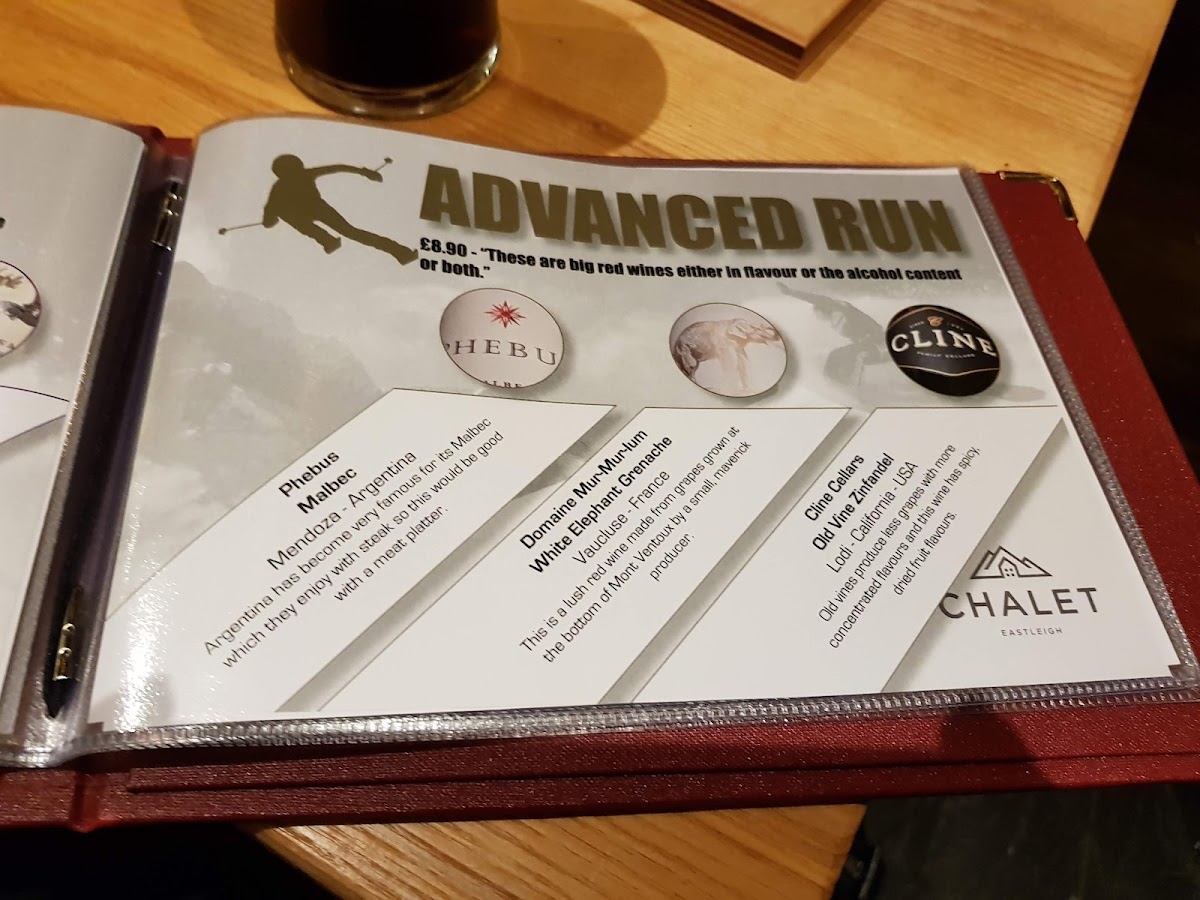 ADVANCED RUN
£8.90 - "These are big red wines either in flavour or the alcohol content
or both."
HEBU
CLINE
FAMILY CELLARS
Phebus
Malbec
Mendoza - Argentina
Argentina has become very famous for its Malbec
which they enjoy with steak so this would be good
with a meat platter.
Domaine Mur-Mur-Ium
White Elephant Grenache
Vaucluse - France
This is a lush red wine made from grapes grown at
the bottom of Mont Ventoux by a small, maverick
producer.
Cline Cellars
Old Vine Zinfandel
Lodi - California - USA
Old vines produce less grapes with more
concentrated flavours and this wine has spicy,
dried fruit flavours.
CHALET
EASTLEIGH